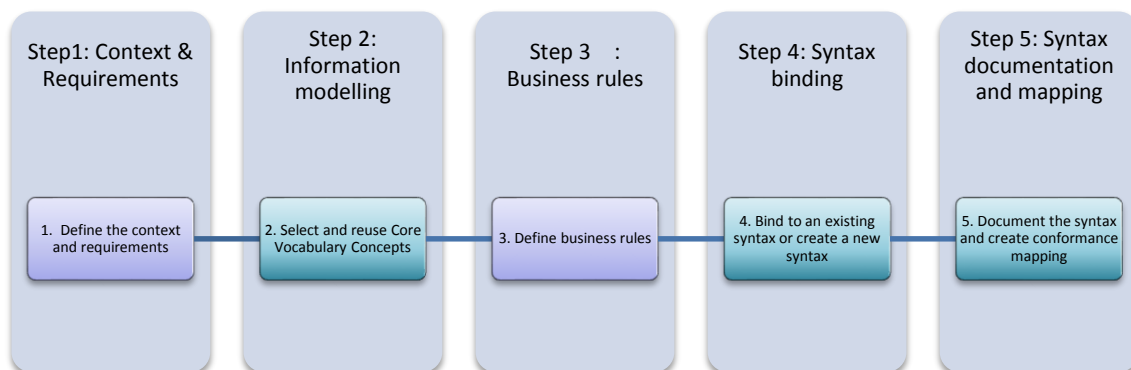 Step1: Context &
Requirements
Step 2:
Information
modelling
Step 3 :
Business rules
Step 4: Syntax
binding
Step 5: Syntax
documentation
and mapping
1. Define the context
and requirements
2. Select and reuse Core
Vocabulary Concepts
3. Define business rules
4. Bind to an existing
syntax or create a new
syntax
5. Document the syntax
and create conformance
mapping